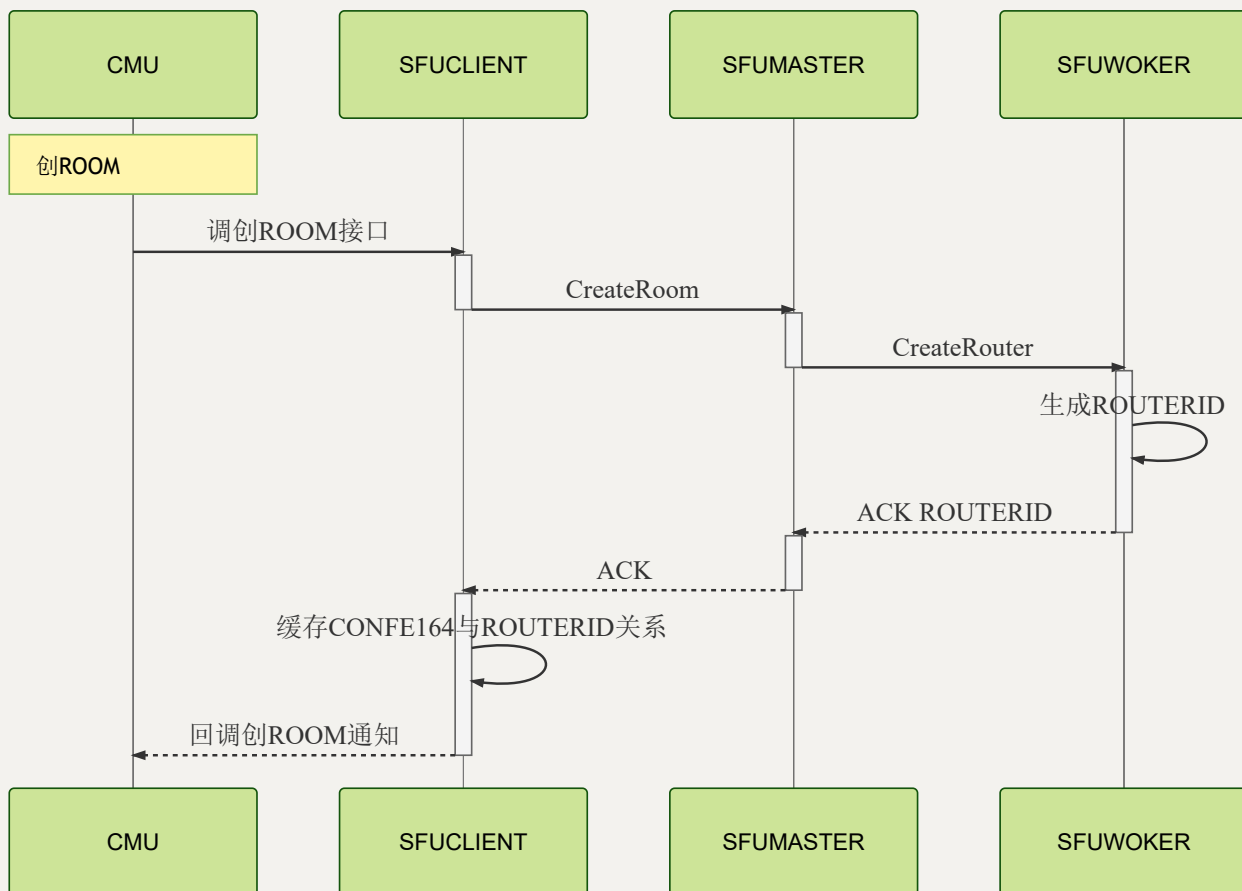 CMU
SFUCLIENT
SFUMASTER
SFUWOKER
创ROOM
调创ROOM接口
CreateRoom
CreateRouter
生成ROUTERID
ACK ROUTERID
ACK
缓存CONFE164与ROUTERID关系
回调创ROOM通知
CMU
SFUCLIENT
SFUMASTER
SFUWOKER